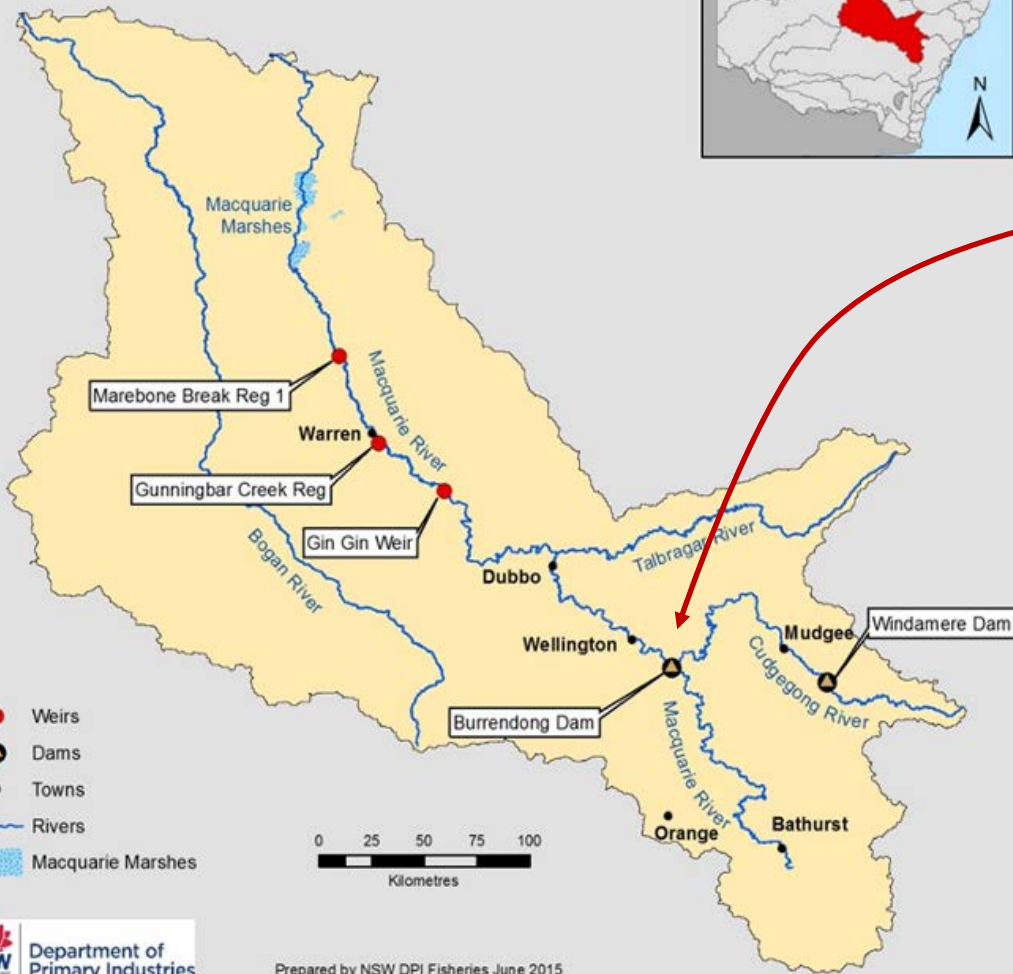 N
Macquarie
Marshes
Marebone Break Reg 1
Macquarie River
Warren
Gunningbar Creek Reg
Gin Gin Weir
Bogan River
Talbragar River
Dubbo
Wellington
Mudgee
Windamere Dam
Cudgegong River
Burrendong Dam
Macquarie River
Orange
Bathurst
Weirs
Dams
Towns
Rivers
Macquarie Marshes
0 25 50 75 100
Kilometres
Department of
Primary Industries
Prepared by NSW DPI Fisheries June 2015